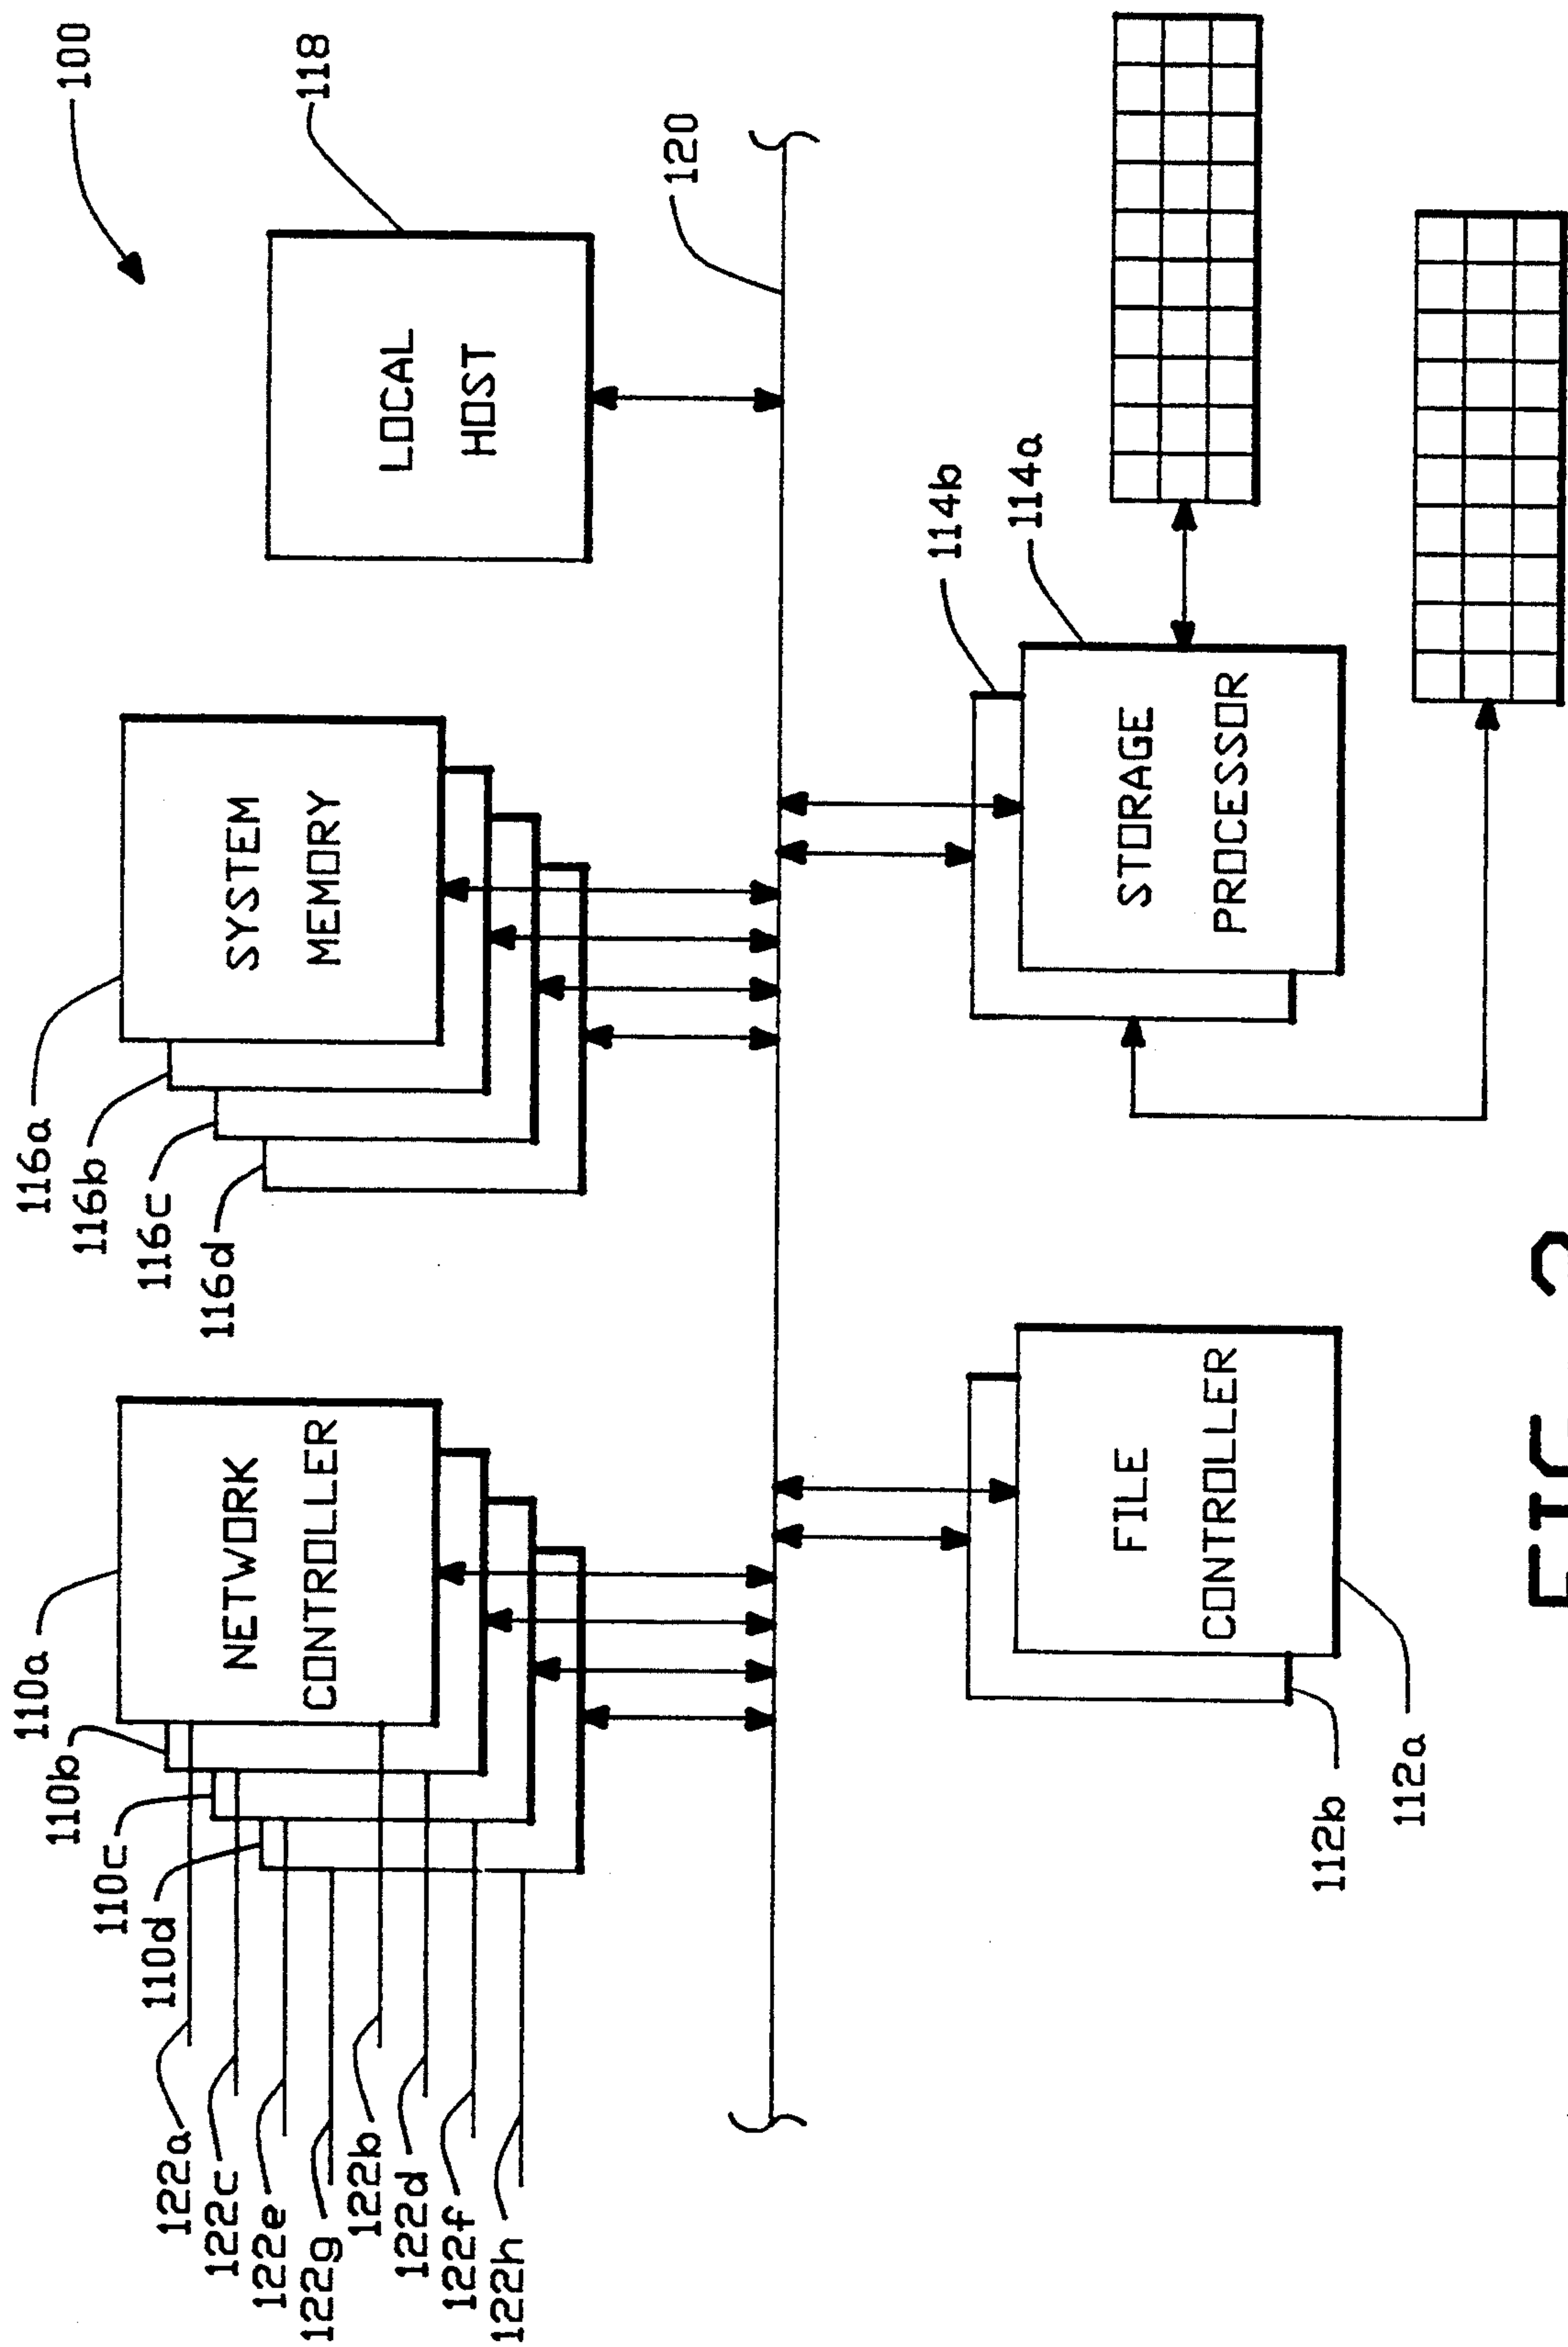 100
118
LOCAL
HOST
120
116a
116b
116c
116d
SYSTEM
MEMORY
110a
110b
110c
110d
NETWORK
CONTROLLER
122a
122c
122e
122g
122b
122d
122f
122h
114b
114a
STORAGE
PROCESSOR
FILE
CONTROLLER
112b
112a